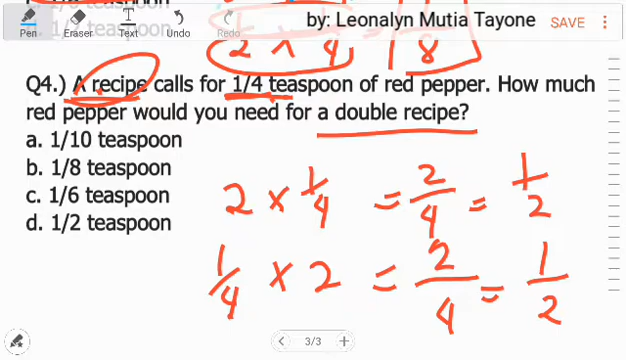 by: Leonalyn Mutia Tayone SAVE
Pen Eraser Text Undo Redo
2 4 8
Q4.) A recipe calls for 1/4 teaspoon of red pepper. How much
red pepper would you need for a double recipe?
a. 1/10 teaspoon
b. 1/8 teaspoon
c. 1/6 teaspoon
d. 1/2 teaspoon
2 × 1/4 = 2/4 = 1/2
1/4 × 2 = 2/4 = 1/2
3/3